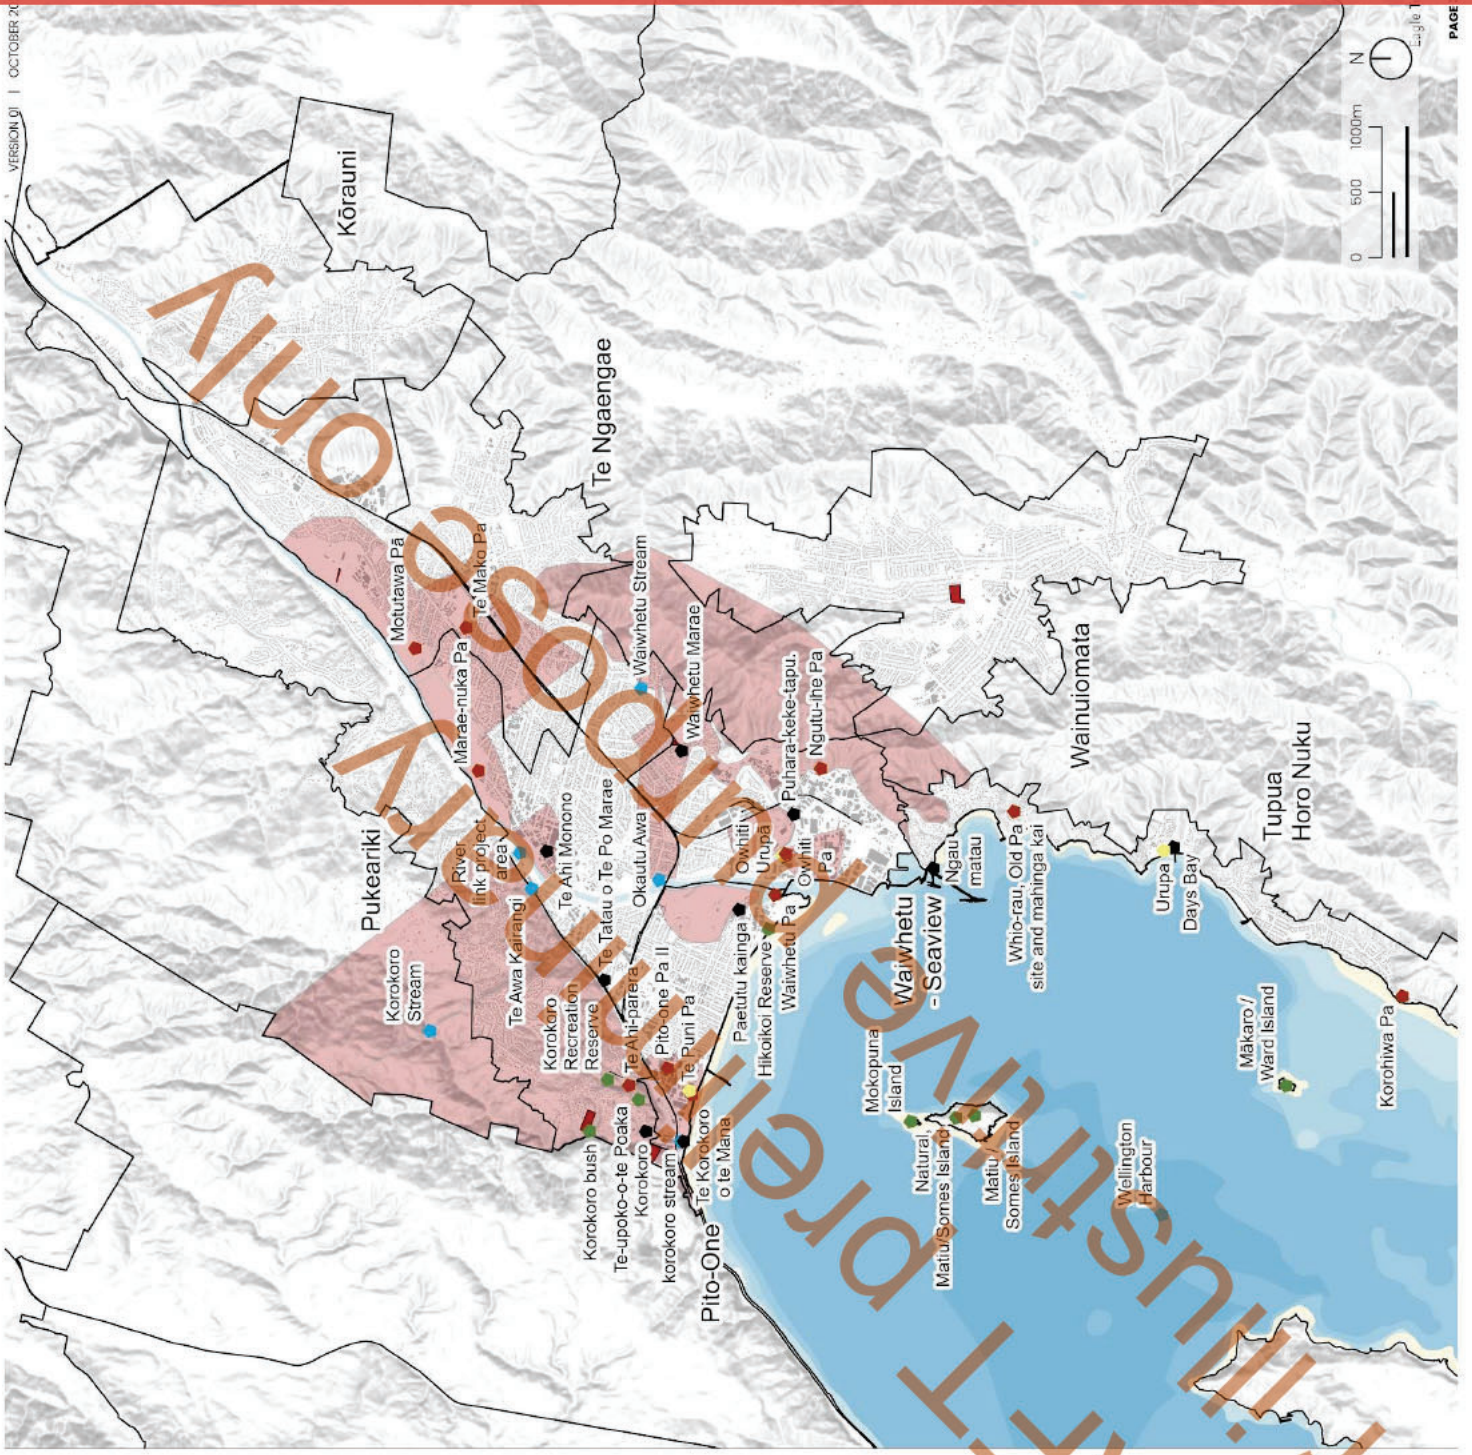 VERSION 01 | OCTOBER 20
PAGE
Eagle T
N
0 500 1000m
Kōrauni
Te Ngaengae
Motutawa Pā
Te Mako Pa
Marae-nuka Pa
Waiwhetu Stream
Waiwhetu Marae
Pukeariki
River
link project
area
Te Ahi Monono
Te Awa Kairangi
Te Tatau o Te Po Marae
Okautu Awa
Korokoro
Stream
Korokoro
Recreation
Reserve
Te Ahi-parera
Pito-one Pa II
Te Puni Pa
Puhara-keke-tapu.
Ngutu-ihe Pa
Owhiti
Urupā
Owhiti
Pa
Paetutu kainga
Hikoikoi Reserve
Waiwhetu Pa
Korokoro bush
Te-upoko-o-te Poaka
Korokoro
korokoro stream
Te Korokoro
o te Mana
Pito-One
Waiwhetu
- Seaview
Ngau
matau
Whio-rau, Old Pa
site and mahinga kai
Wainuiomata
Tupua
Horo Nuku
Urupa
Days Bay
Mokopuna
Island
Natural,
Matiu/Somes Island
Matiu /
Somes Island
Wellington
Harbour
Mākaro /
Ward Island
Korohiwa Pa
preliminary
illustrative purpose only